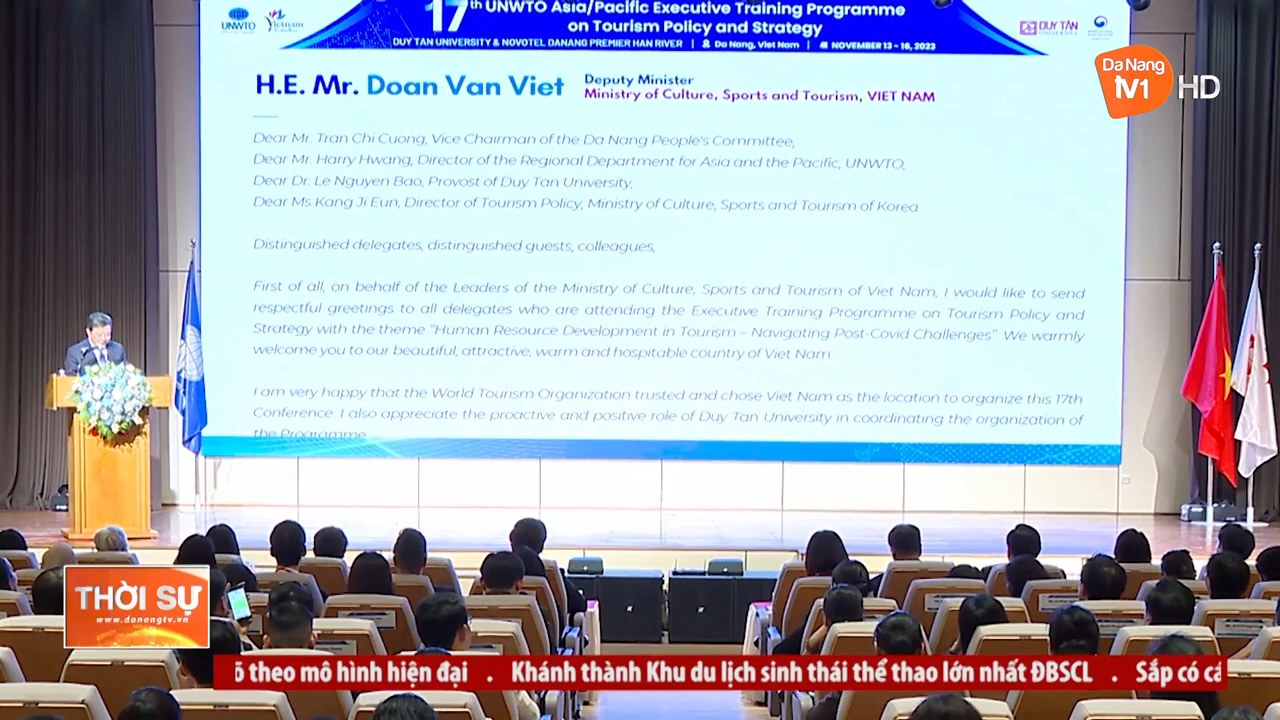 17th UNWTO Asia/Pacific Executive Training Programme
on Tourism Policy and Strategy
UNWTO
Vietnam
DUY TAN
UNIVERSITY
DUY TAN UNIVERSITY & NOVOTEL DANANG PREMIER HAN RIVER | Da Nang, Viet Nam | NOVEMBER 13 - 16, 2023
Da Nang
TV1 HD
H.E. Mr. Doan Van Viet
Deputy Minister
Ministry of Culture, Sports and Tourism, VIET NAM
Dear Mr. Tran Chi Cuong, Vice Chairman of the Da Nang People's Committee,
Dear Mr. Harry Hwang, Director of the Regional Department for Asia and the Pacific, UNWTO,
Dear Dr. Le Nguyen Bao, Provost of Duy Tan University,
Dear Ms Kang Ji Eun, Director of Tourism Policy, Ministry of Culture, Sports and Tourism of Korea
Distinguished delegates, distinguished guests, colleagues,
First of all, on behalf of the Leaders of the Ministry of Culture, Sports and Tourism of Viet Nam, I would like to send
respectful greetings to all delegates who are attending the Executive Training Programme on Tourism Policy and
Strategy with the theme "Human Resource Development in Tourism – Navigating Post-Covid Challenges". We warmly
welcome you to our beautiful, attractive, warm and hospitable country of Viet Nam.
I am very happy that the World Tourism Organization trusted and chose Viet Nam as the location to organize this 17th
Conference. I also appreciate the proactive and positive role of Duy Tan University in coordinating the organization of
the Programme
THỜI SỰ
www.danangtv.vn
õ theo mô hình hiện đại . Khánh thành Khu du lịch sinh thái thể thao lớn nhất ĐBSCL . Sắp có cá